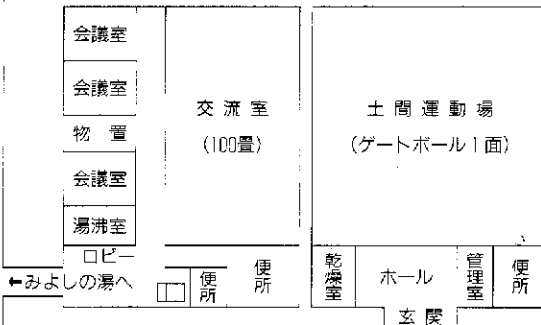 会議室
会議室
物置
会議室
湯沸室
交流室
(100畳)
土間運動場
(ゲートボール1面)
ロビー
←みよしの湯へ
便所
便所
乾燥室
ホール
管理室
便所
玄関